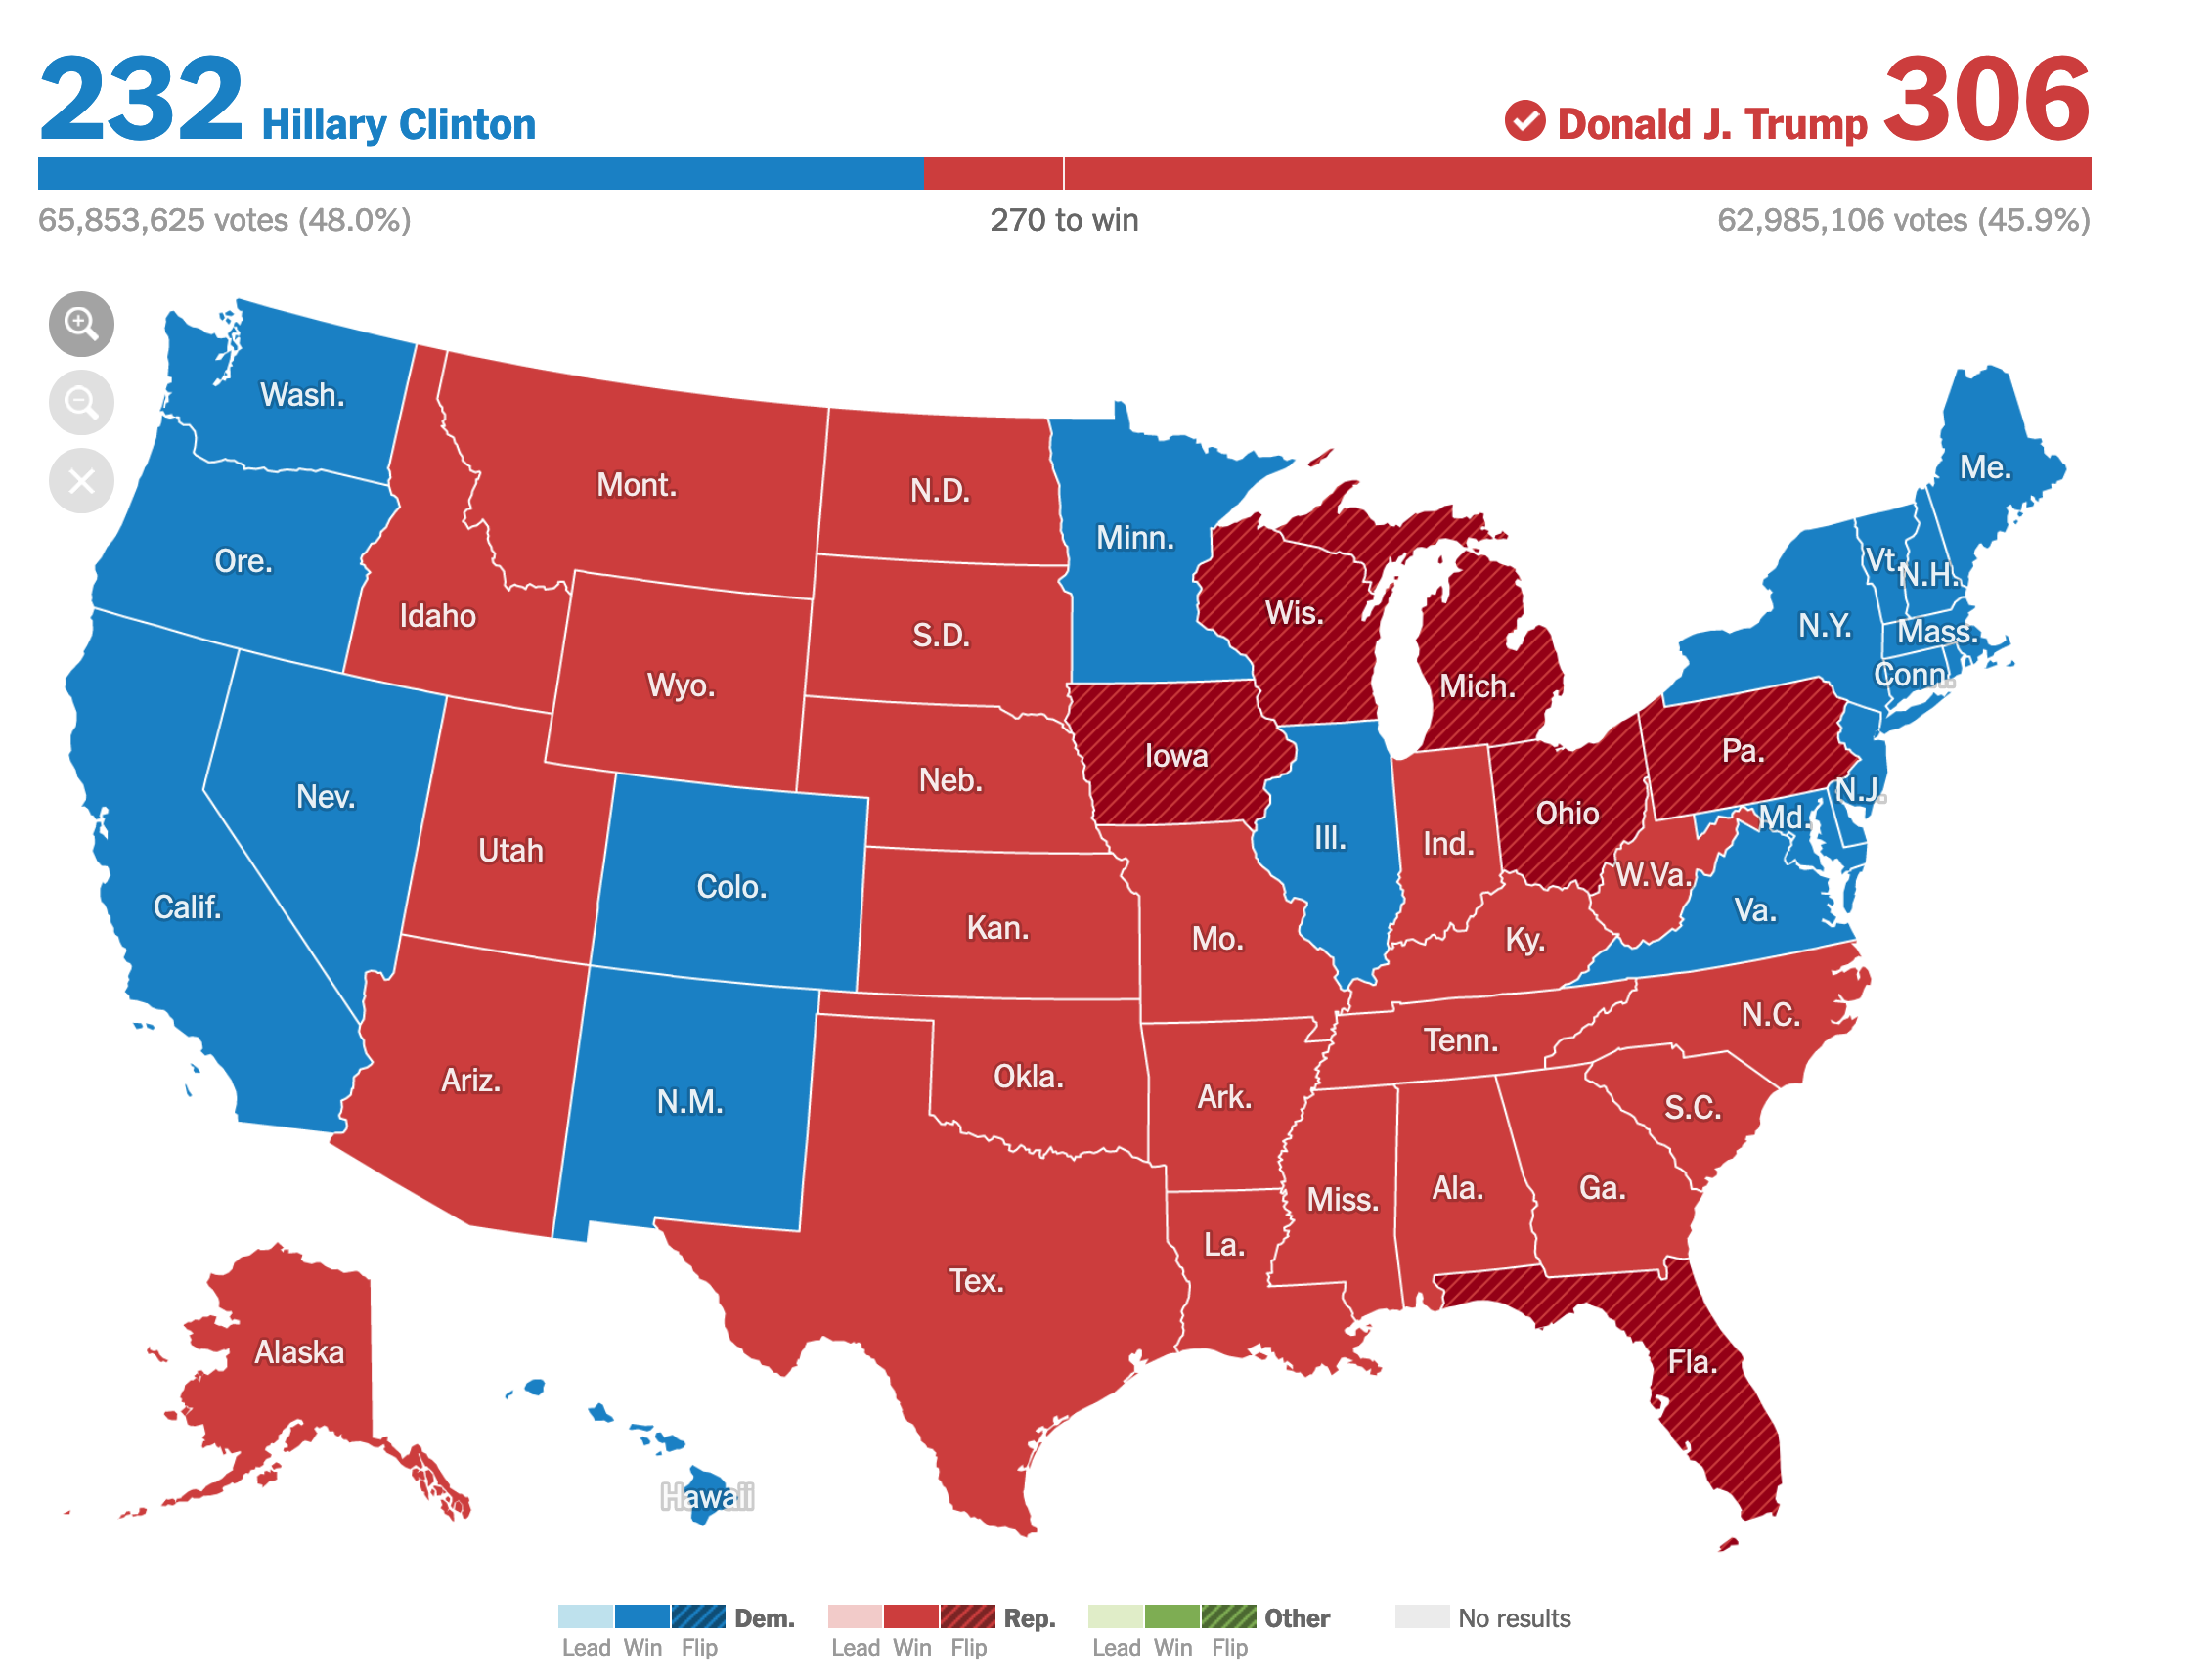 232 Hillary Clinton
Donald J. Trump 306
65,853,625 votes (48.0%)
270 to win
62,985,106 votes (45.9%)
Wash.
Me.
Mont.
N.D.
Minn.
Ore.
Vt.
N.H.
Idaho
Wis.
N.Y.
Mass.
S.D.
Conn.
Wyo.
Mich.
Pa.
Iowa
Neb.
N.J.
Nev.
Ohio
Md.
Ill.
Ind.
Utah
W.Va.
Colo.
Calif.
Va.
Kan.
Mo.
Ky.
N.C.
Tenn.
Okla.
Ariz.
Ark.
N.M.
S.C.
Ala.
Ga.
Miss.
La.
Tex.
Alaska
Fla.
Hawaii
Dem.
Rep.
Other
No results
Lead Win Flip
Lead Win Flip
Lead Win Flip